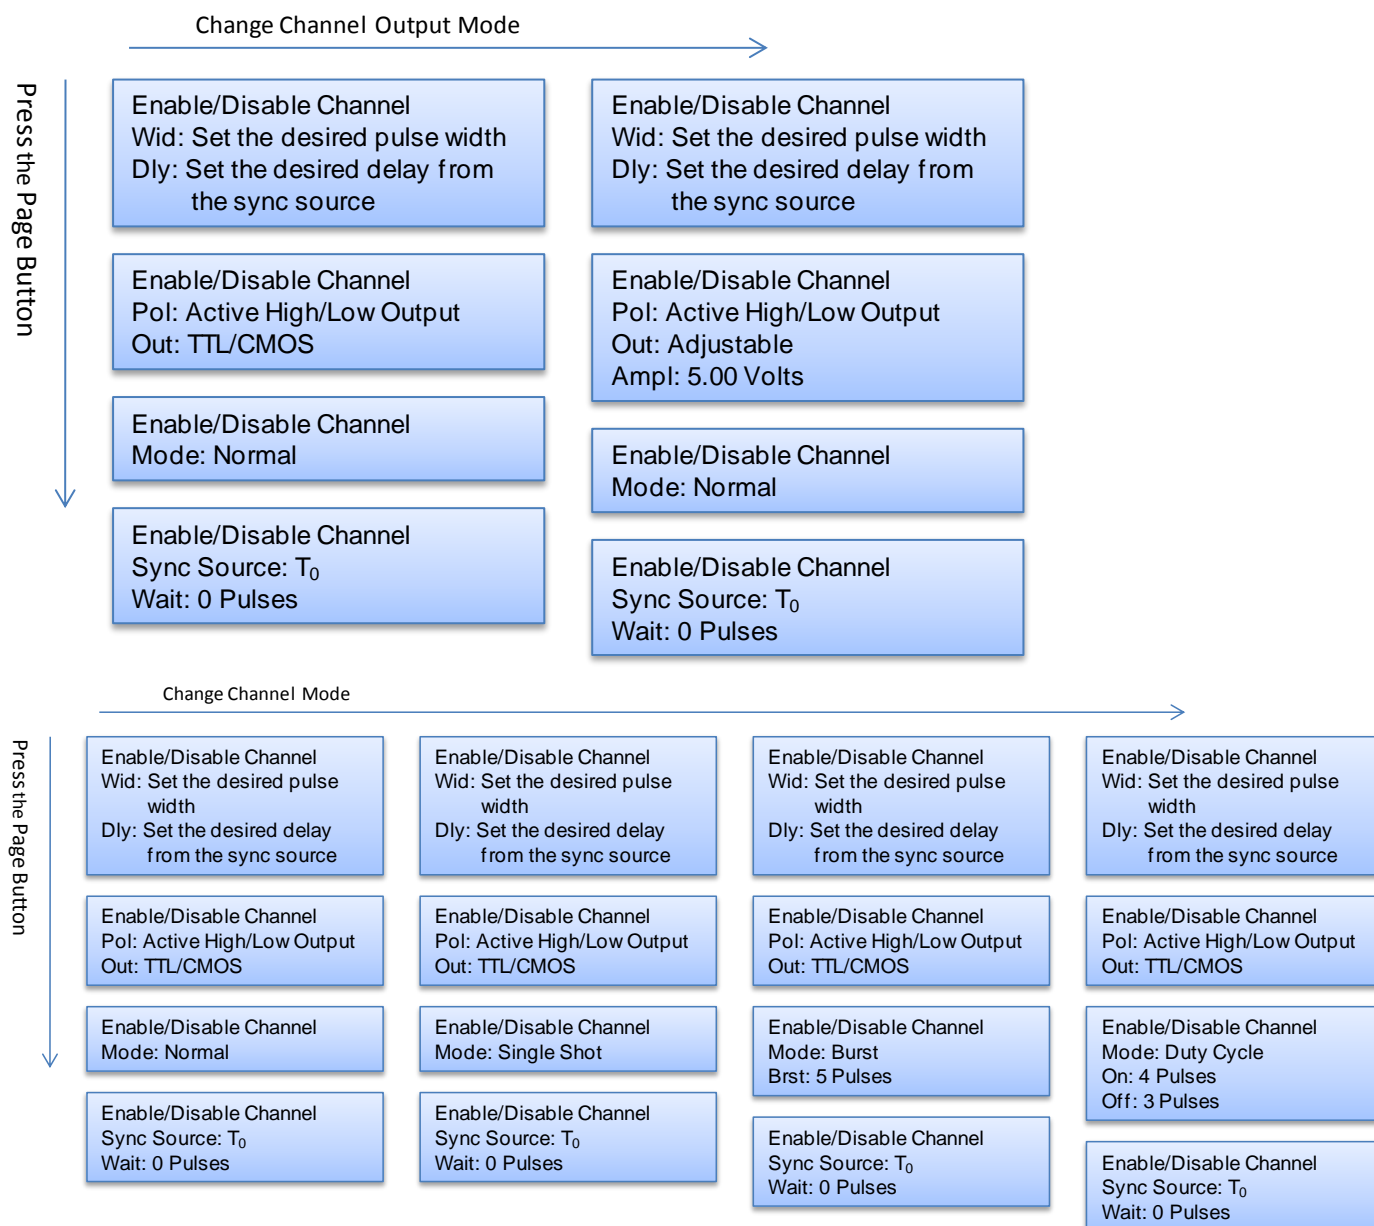 Change Channel Output Mode
Press the Page Button
Enable/Disable Channel
Wid: Set the desired pulse width
Dly: Set the desired delay from
the sync source
Enable/Disable Channel
Pol: Active High/Low Output
Out: TTL/CMOS
Enable/Disable Channel
Mode: Normal
Enable/Disable Channel
Sync Source: T0
Wait: 0 Pulses
Enable/Disable Channel
Wid: Set the desired pulse width
Dly: Set the desired delay from
the sync source
Enable/Disable Channel
Pol: Active High/Low Output
Out: Adjustable
Ampl: 5.00 Volts
Enable/Disable Channel
Mode: Normal
Enable/Disable Channel
Sync Source: T0
Wait: 0 Pulses
Change Channel Mode
Press the Page Button
Enable/Disable Channel
Wid: Set the desired pulse
width
Dly: Set the desired delay
from the sync source
Enable/Disable Channel
Pol: Active High/Low Output
Out: TTL/CMOS
Enable/Disable Channel
Mode: Normal
Enable/Disable Channel
Sync Source: T0
Wait: 0 Pulses
Enable/Disable Channel
Wid: Set the desired pulse
width
Dly: Set the desired delay
from the sync source
Enable/Disable Channel
Pol: Active High/Low Output
Out: TTL/CMOS
Enable/Disable Channel
Mode: Single Shot
Enable/Disable Channel
Sync Source: T0
Wait: 0 Pulses
Enable/Disable Channel
Wid: Set the desired pulse
width
Dly: Set the desired delay
from the sync source
Enable/Disable Channel
Pol: Active High/Low Output
Out: TTL/CMOS
Enable/Disable Channel
Mode: Burst
Brst: 5 Pulses
Enable/Disable Channel
Sync Source: T0
Wait: 0 Pulses
Enable/Disable Channel
Wid: Set the desired pulse
width
Dly: Set the desired delay
from the sync source
Enable/Disable Channel
Pol: Active High/Low Output
Out: TTL/CMOS
Enable/Disable Channel
Mode: Duty Cycle
On: 4 Pulses
Off: 3 Pulses
Enable/Disable Channel
Sync Source: T0
Wait: 0 Pulses